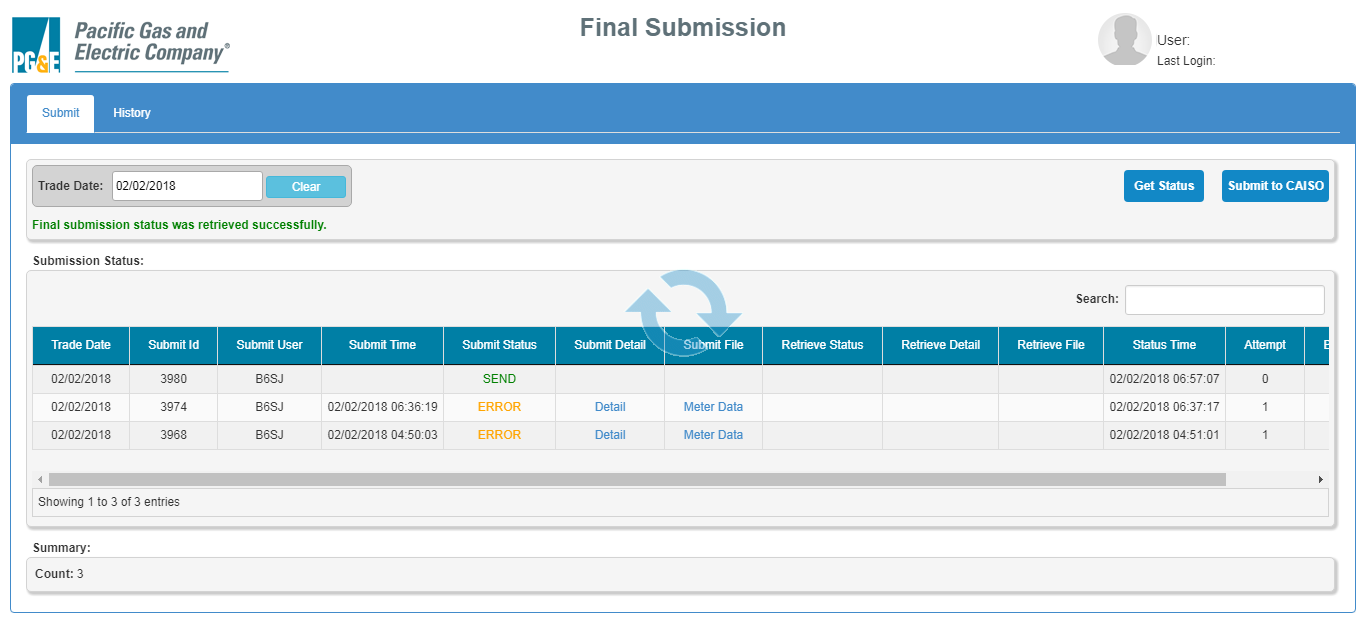 Pacific Gas and
Electric Company®
PG&E
Final Submission
User:
Last Login:
Submit History
Trade Date: 02/02/2018 Clear Get Status Submit to CAISO
Final submission status was retrieved successfully.
Submission Status:
Search:
Trade Date Submit Id Submit User Submit Time Submit Status Submit Detail Submit File Retrieve Status Retrieve Detail Retrieve File Status Time Attempt
02/02/2018 3980 B6SJ SEND 02/02/2018 06:57:07 0
02/02/2018 3974 B6SJ 02/02/2018 06:36:19 ERROR Detail Meter Data 02/02/2018 06:37:17 1
02/02/2018 3968 B6SJ 02/02/2018 04:50:03 ERROR Detail Meter Data 02/02/2018 04:51:01 1
Showing 1 to 3 of 3 entries
Summary:
Count: 3